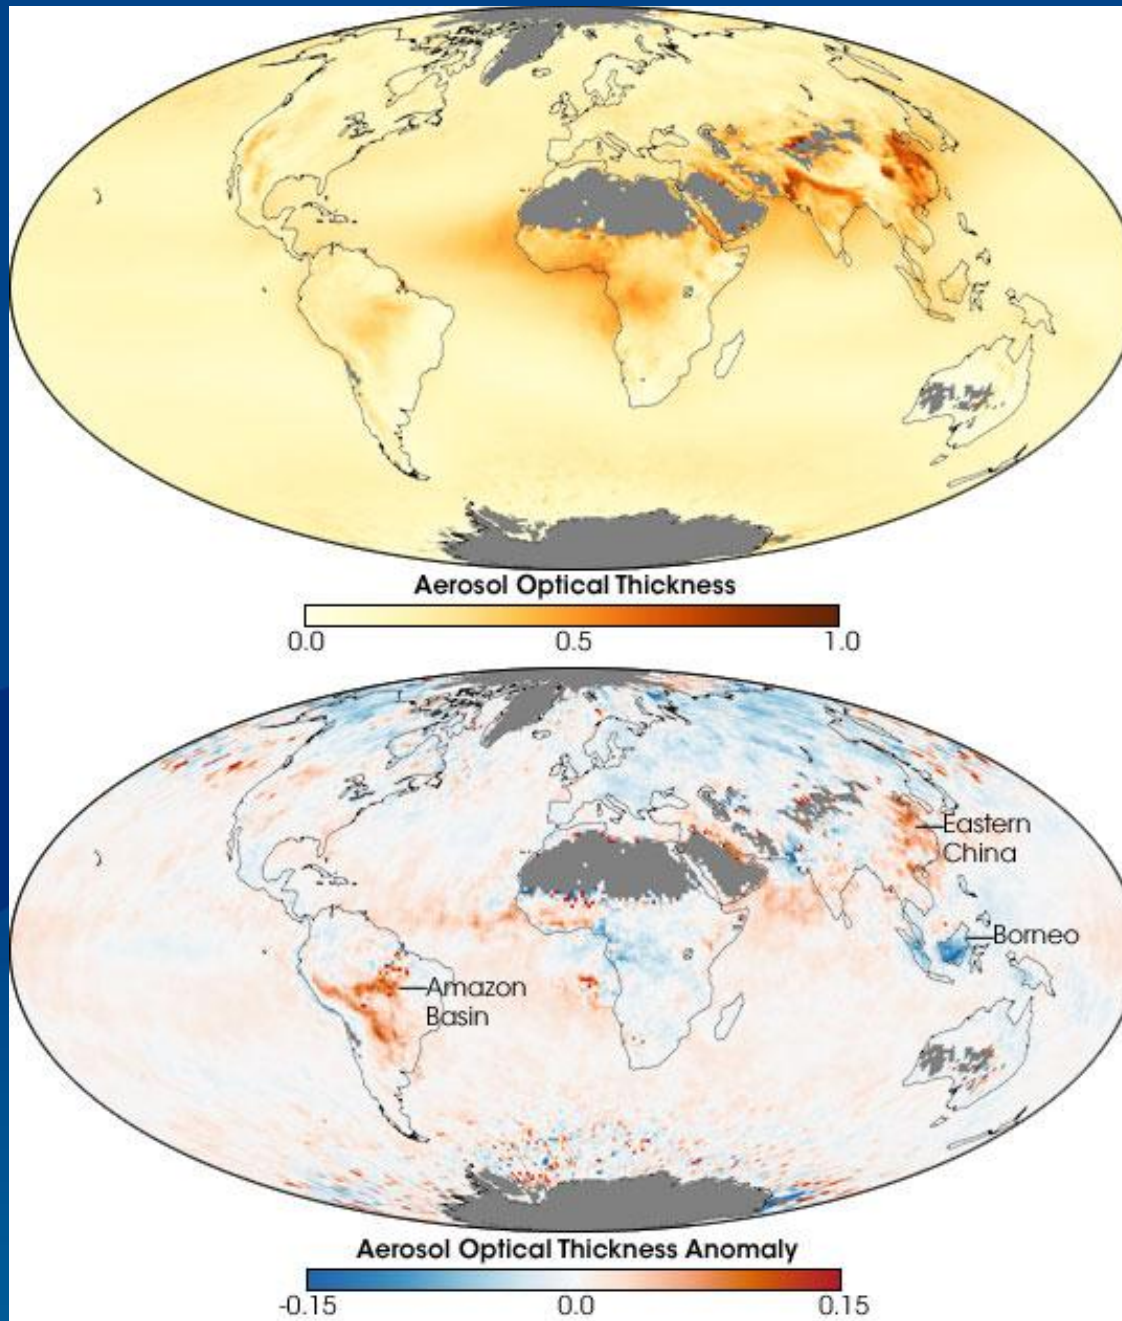 Aerosol Optical Thickness
0.0 0.5 1.0
Eastern
China
Borneo
Amazon
Basin
Aerosol Optical Thickness Anomaly
-0.15 0.0 0.15